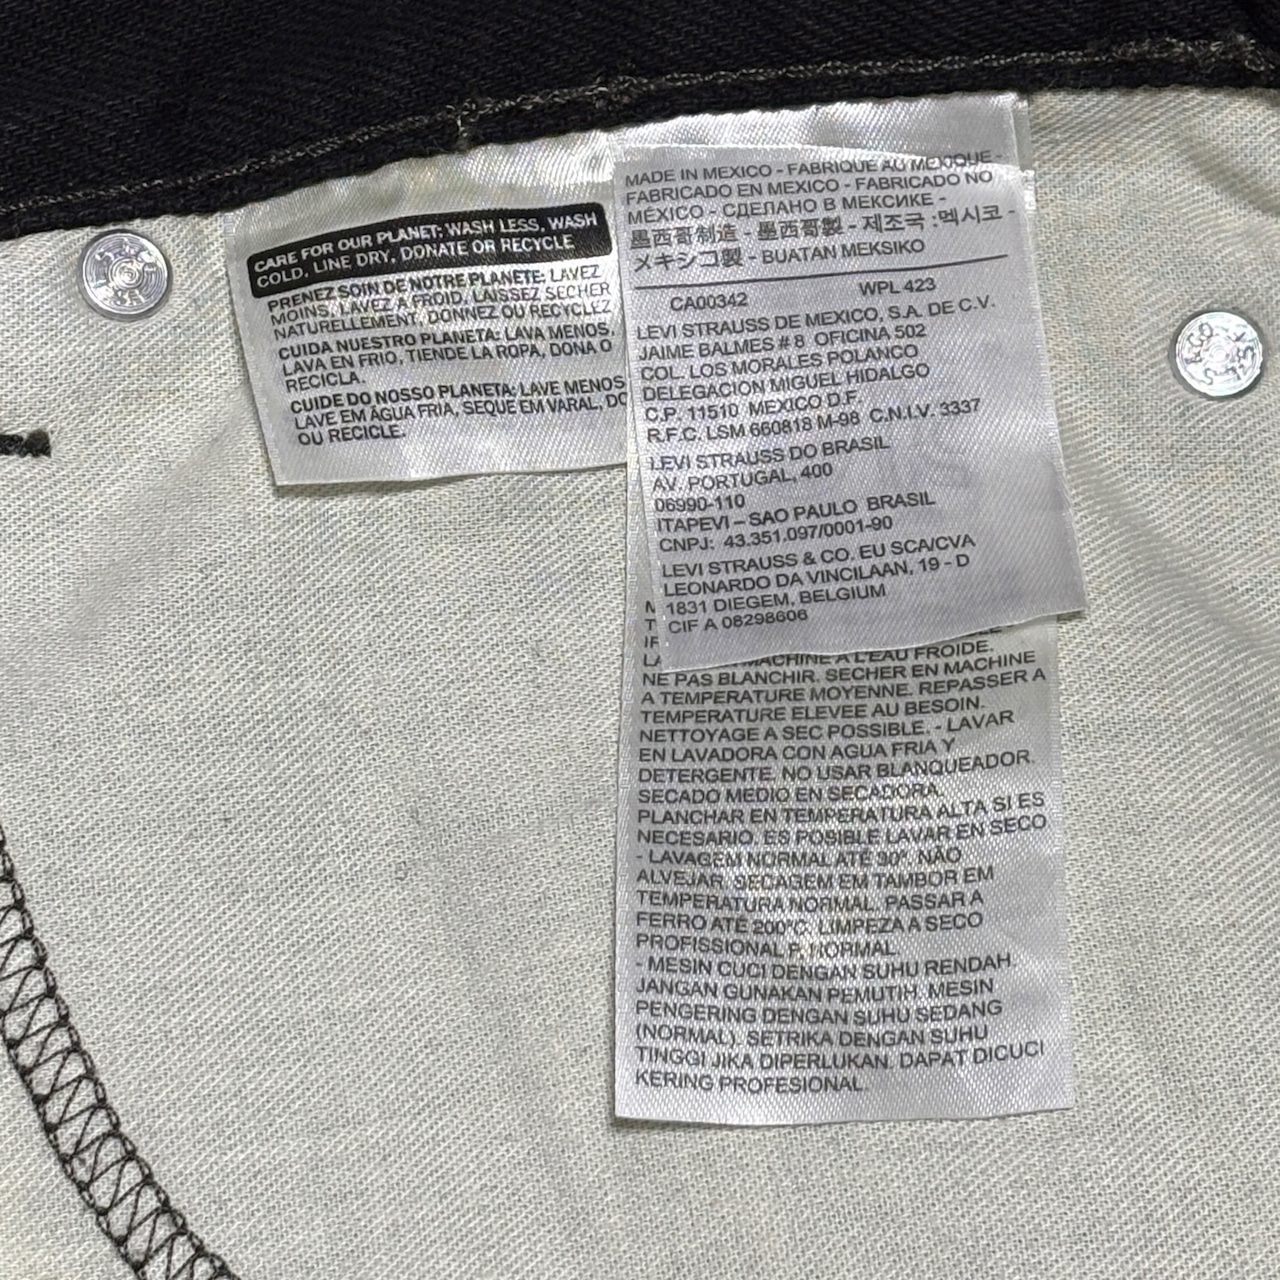 CARE FOR OUR PLANET: WASH LESS, WASH
COLD, LINE DRY, DONATE OR RECYCLE
PRENEZ SOIN DE NOTRE PLANETE: LAVEZ
MOINS, LAVEZ A FROID, LAISSEZ SECHER
NATURELLEMENT, DONNEZ OU RECYCLEZ
CUIDA NUESTRO PLANETA: LAVA MENOS,
LAVA EN FRIO, TIENDE LA ROPA, DONA O
RECICLA.
CUIDE DO NOSSO PLANETA: LAVE MENOS
LAVE EM ÁGUA FRIA, SEQUE EM VARAL, DO
OU RECICLE.
MADE IN MEXICO - FABRIQUE AU MEXIQUE -
FABRICADO EN MEXICO - FABRICADO NO
MÉXICO - СДЕЛАНО В МЕКСИКЕ -
墨西哥制造 - 墨西哥製 - 제조국 :멕시코 -
メキシコ製 - BUATAN MEKSIKO
CA00342 WPL 423
LEVI STRAUSS DE MEXICO, S.A. DE C.V.
JAIME BALMES # 8 OFICINA 502
COL. LOS MORALES POLANCO
DELEGACION MIGUEL HIDALGO
C.P. 11510 MEXICO D.F.
R.F.C. LSM 660818 M-98 C.N.I.V. 3337
LEVI STRAUSS DO BRASIL
AV. PORTUGAL, 400
06990-110
ITAPEVI – SAO PAULO BRASIL
CNPJ: 43.351.097/0001-90
LEVI STRAUSS & CO. EU SCA/CVA
LEONARDO DA VINCILAAN, 19 - D
1831 DIEGEM, BELGIUM
CIF A 08298606
MACHINE A L'EAU FROIDE.
NE PAS BLANCHIR. SECHER EN MACHINE
A TEMPERATURE MOYENNE. REPASSER A
TEMPERATURE ELEVEE AU BESOIN.
NETTOYAGE A SEC POSSIBLE. - LAVAR
EN LAVADORA CON AGUA FRIA Y
DETERGENTE. NO USAR BLANQUEADOR.
SECADO MEDIO EN SECADORA.
PLANCHAR EN TEMPERATURA ALTA SI ES
NECESARIO. ES POSIBLE LAVAR EN SECO
- LAVAGEM NORMAL ATÉ 30°. NÃO
ALVEJAR. SECAGEM EM TAMBOR EM
TEMPERATURA NORMAL. PASSAR A
FERRO ATÉ 200°C. LIMPEZA A SECO
PROFISSIONAL P. NORMAL
- MESIN CUCI DENGAN SUHU RENDAH.
JANGAN GUNAKAN PEMUTIH. MESIN
PENGERING DENGAN SUHU SEDANG
(NORMAL). SETRIKA DENGAN SUHU
TINGGI JIKA DIPERLUKAN. DAPAT DICUCI
KERING PROFESIONAL.